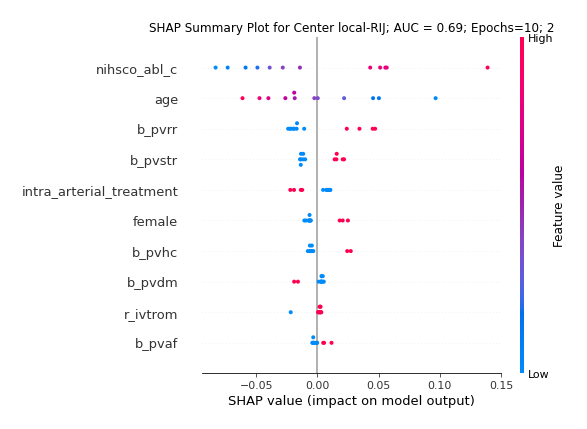 SHAP Summary Plot for Center local-RIJ; AUC = 0.69; Epochs=10; 2
High
nihsco_abl_c
age
b_pvrr
b_pvstr
intra_arterial_treatment
female
b_pvhc
b_pvdm
r_ivtrom
b_pvaf
Feature value
Low
−0.05 0.00 0.05 0.10 0.15
SHAP value (impact on model output)